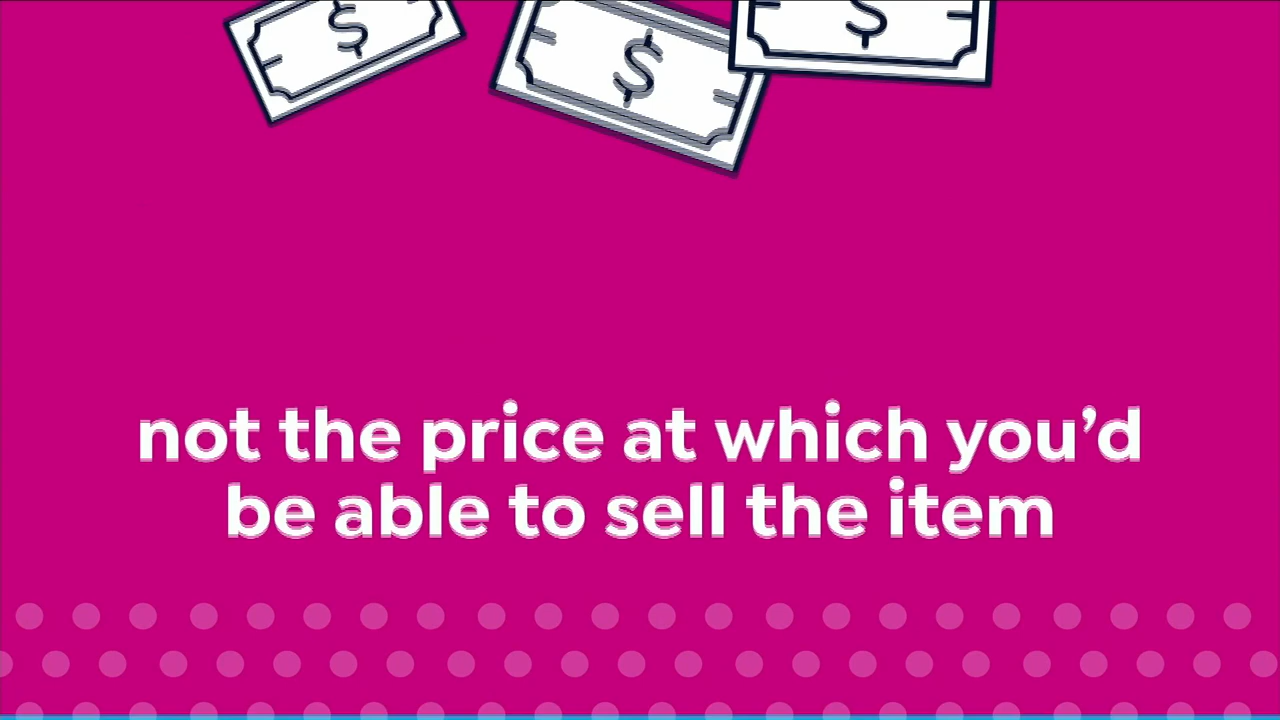 $ $ $
not the price at which you’d
be able to sell the item